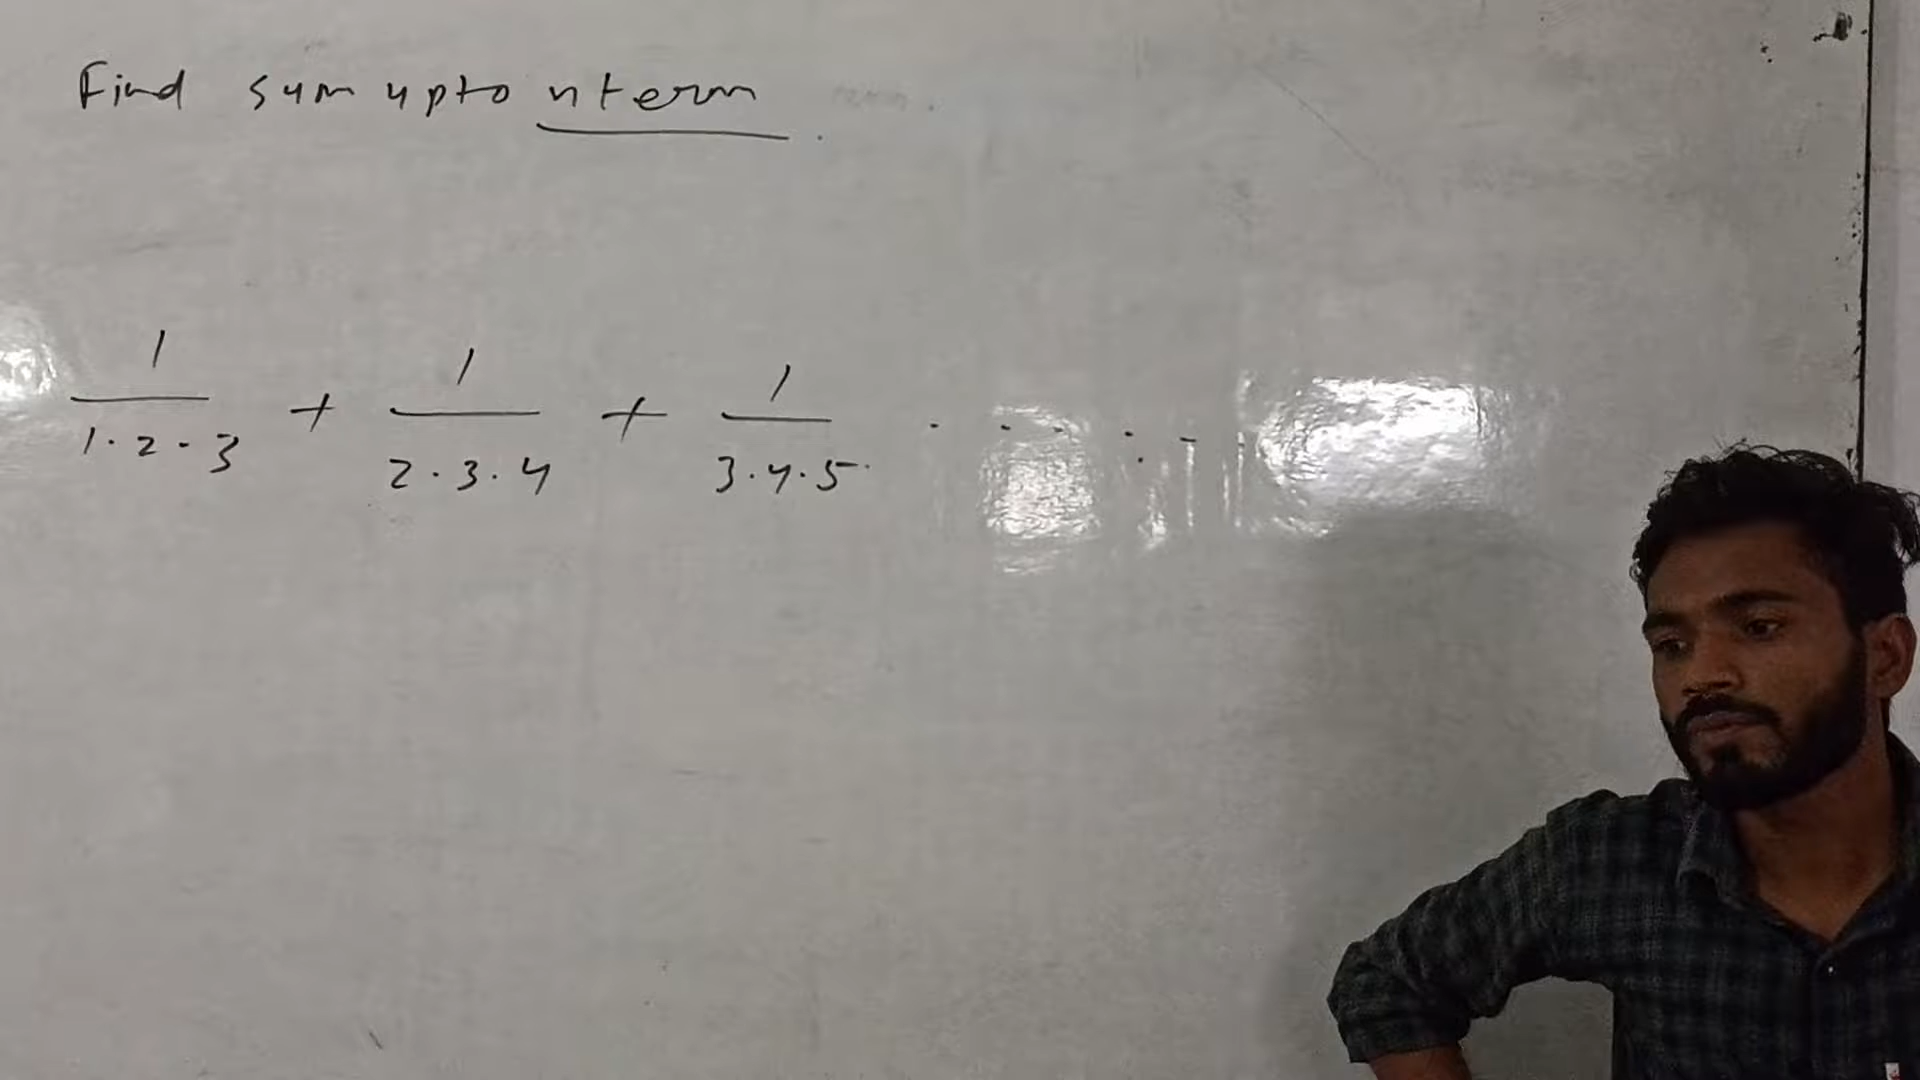 Find sum upto n term.
1/1·2·3 + 1/2·3·4 + 1/3·4·5 .......